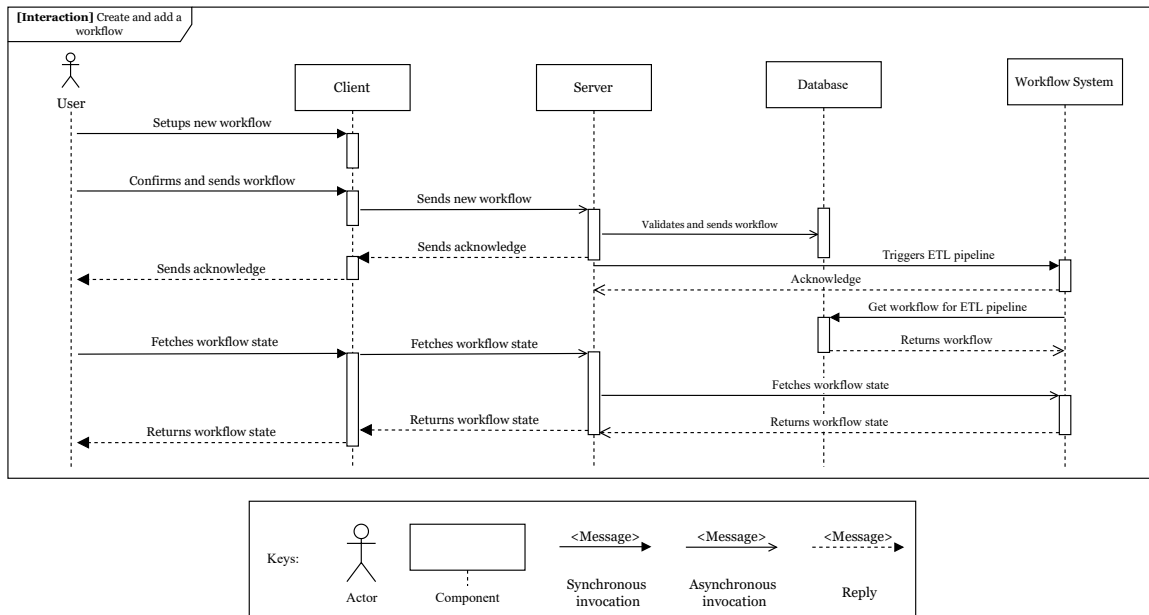 [Interaction] Create and add a
workflow
User
Client
Server
Database
Workflow System
Setups new workflow
Confirms and sends workflow
Sends new workflow
Validates and sends workflow
Sends acknowledge
Sends acknowledge
Triggers ETL pipeline
Acknowledge
Get workflow for ETL pipeline
Returns workflow
Fetches workflow state
Fetches workflow state
Fetches workflow state
Returns workflow state
Returns workflow state
Returns workflow state
Keys:
Actor
Component
<Message>
Synchronous
invocation
<Message>
Asynchronous
invocation
<Message>
Reply